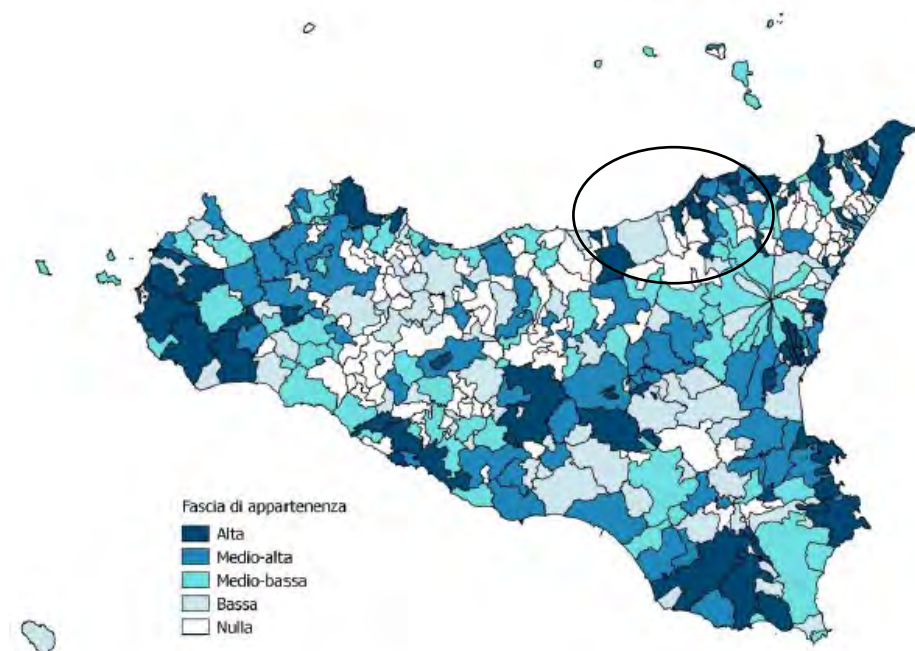 Fascia di appartenenza
Alta
Medio-alta
Medio-bassa
Bassa
Nulla